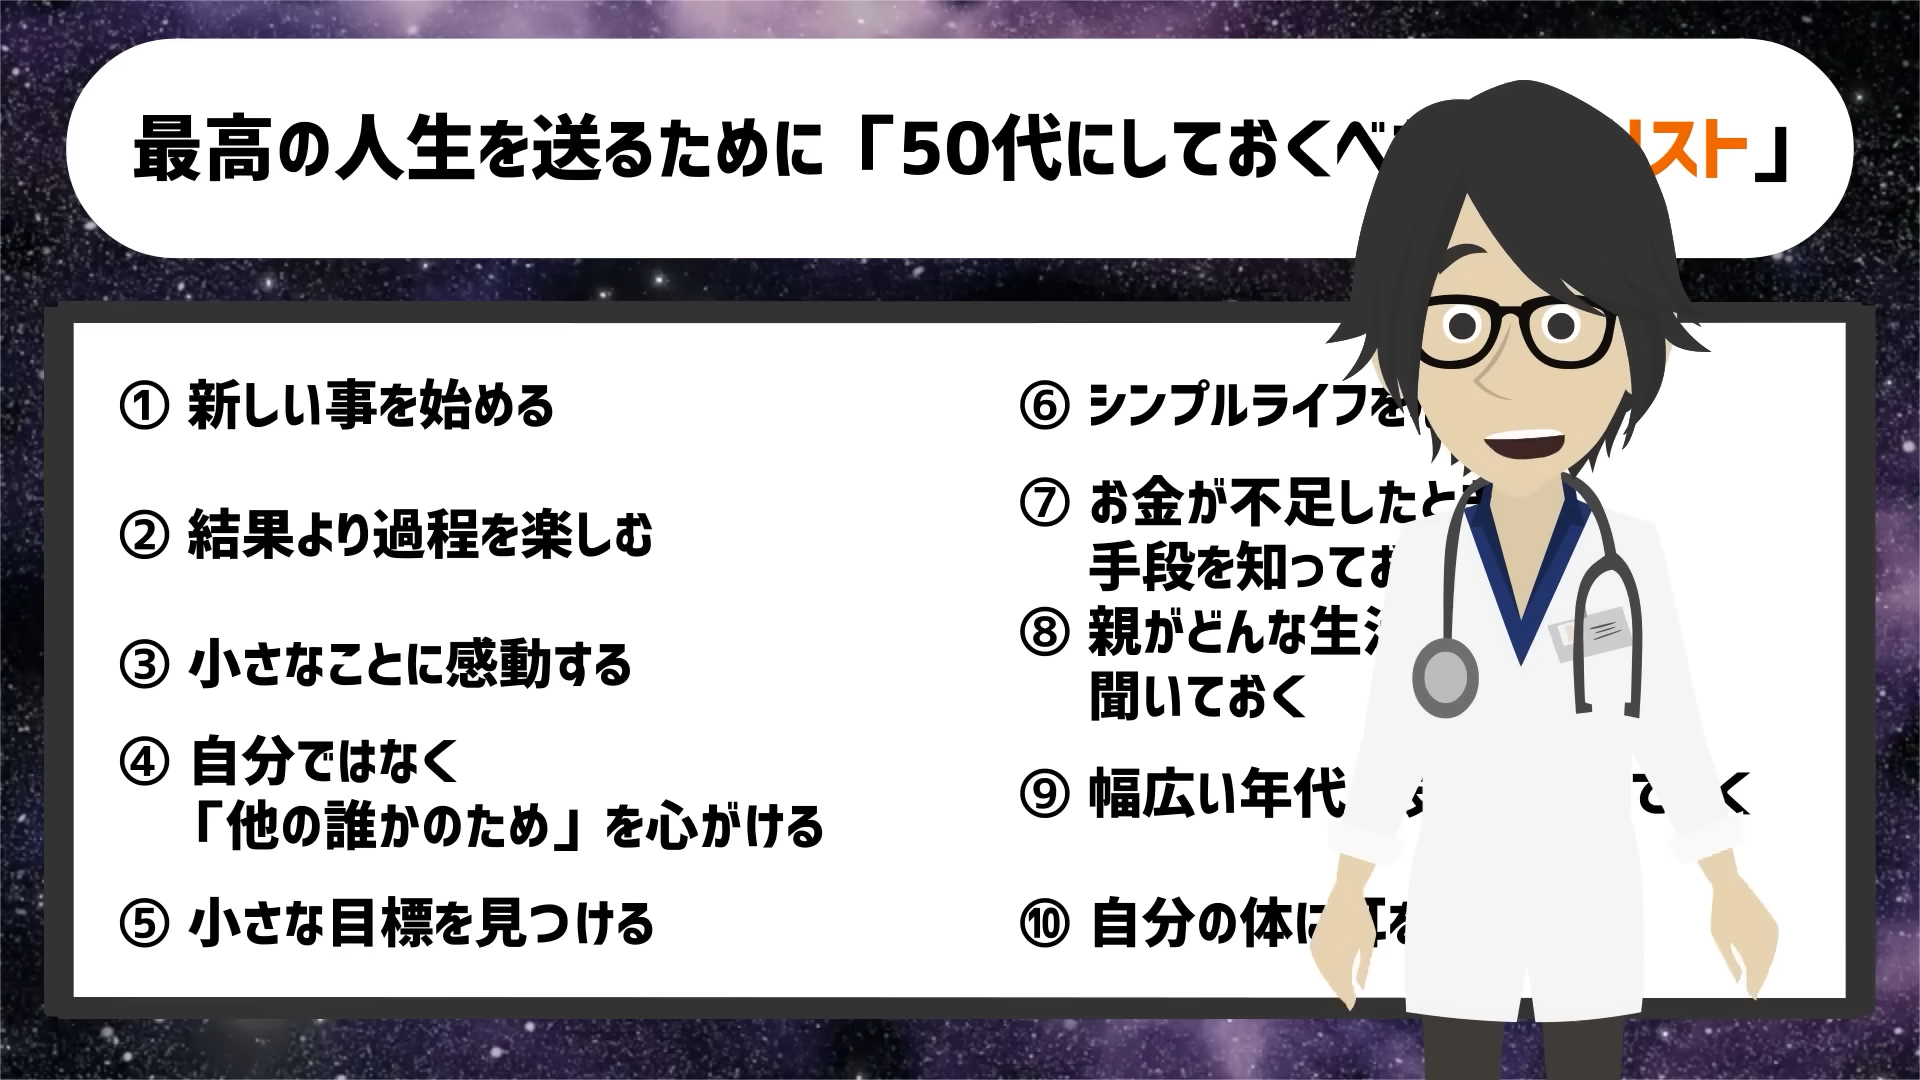 最高の人生を送るために「50代にしておくべ リスト」
① 新しい事を始める
② 結果より過程を楽しむ
③ 小さなことに感動する
④ 自分ではなく
「他の誰かのため」を心がける
⑤ 小さな目標を見つける
⑥ シンプルライフを
⑦ お金が不足したと
手段を知って
⑧ 親がどんな生
聞いておく
⑨ 幅広い年代 く
⑩ 自分の体に